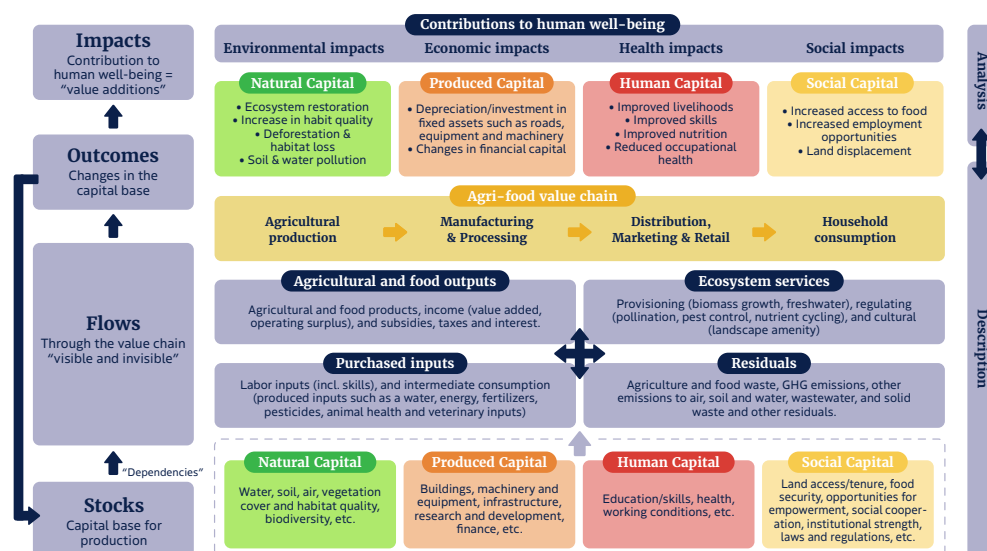 Impacts
Contribution to
human well-being =
“value additions”
Outcomes
Changes in the
capital base
Flows
Through the value chain
“visible and invisible”
“Dependencies”
Stocks
Capital base for
production
Contributions to human well-being
Environmental impacts
Economic impacts
Health impacts
Social impacts
Natural Capital
• Ecosystem restoration
• Increase in habit quality
• Deforestation &
habitat loss
• Soil & water pollution
Produced Capital
• Depreciation/investment in
fixed assets such as roads,
equipment and machinery
• Changes in financial capital
Human Capital
• Improved livelihoods
• Improved skills
• Improved nutrition
• Reduced occupational
health
Social Capital
• Increased access to food
• Increased employment
opportunities
• Land displacement
Agri-food value chain
Agricultural
production
Manufacturing
& Processing
Distribution,
Marketing & Retail
Household
consumption
Agricultural and food outputs
Agricultural and food products, income (value added,
operating surplus), and subsidies, taxes and interest.
Ecosystem services
Provisioning (biomass growth, freshwater), regulating
(pollination, pest control, nutrient cycling), and cultural
(landscape amenity)
Purchased inputs
Labor inputs (incl. skills), and intermediate consumption
(produced inputs such as a water, energy, fertilizers,
pesticides, animal health and veterinary inputs)
Residuals
Agriculture and food waste, GHG emissions, other
emissions to air, soil and water, wastewater, and solid
waste and other residuals.
Natural Capital
Water, soil, air, vegetation
cover and habitat quality,
biodiversity, etc.
Produced Capital
Buildings, machinery and
equipment, infrastructure,
research and development,
finance, etc.
Human Capital
Education/skills, health,
working conditions, etc.
Social Capital
Land access/tenure, food
security, opportunities for
empowerment, social cooper-
ation, institutional strength,
laws and regulations, etc.
Analysis
Description